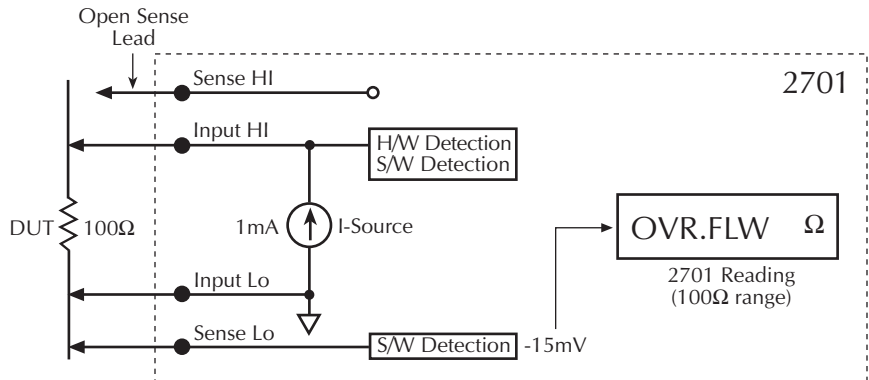 Open Sense
Lead
Sense HI
2701
Input HI
H/W Detection
S/W Detection
DUT
100Ω
1mA
I-Source
OVR.FLW Ω
2701 Reading
(100Ω range)
Input Lo
Sense Lo
S/W Detection
-15mV